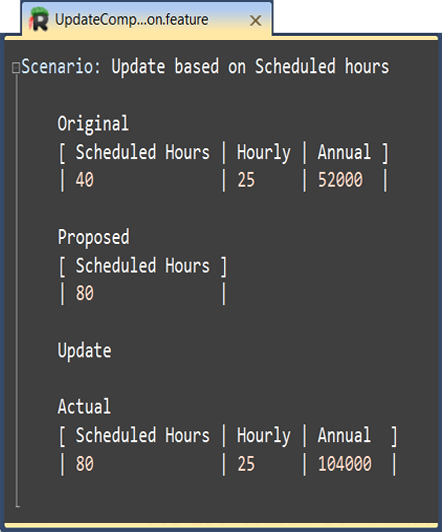 UpdateComp...on.feature
Scenario: Update based on Scheduled hours
Original
[ Scheduled Hours | Hourly | Annual ]
| 40 | 25 | 52000 |
Proposed
[ Scheduled Hours ]
| 80 |
Update
Actual
[ Scheduled Hours | Hourly | Annual ]
| 80 | 25 | 104000 |